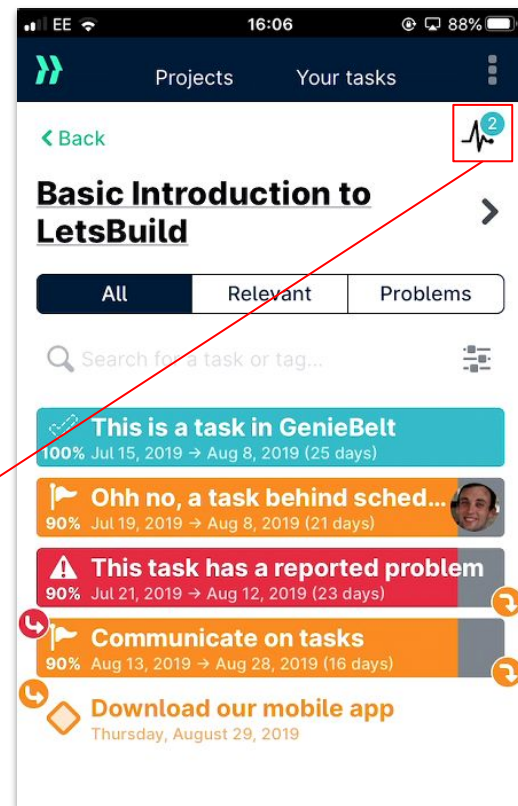 EE 16:06 88%
Projects Your tasks
Back 2
Basic Introduction to
LetsBuild
All Relevant Problems
Search for a task or tag...
This is a task in GenieBelt
100% Jul 15, 2019 → Aug 8, 2019 (25 days)
Ohh no, a task behind sched...
90% Jul 19, 2019 → Aug 8, 2019 (21 days)
This task has a reported problem
90% Jul 21, 2019 → Aug 12, 2019 (23 days)
Communicate on tasks
90% Aug 13, 2019 → Aug 28, 2019 (16 days)
Download our mobile app
Thursday, August 29, 2019